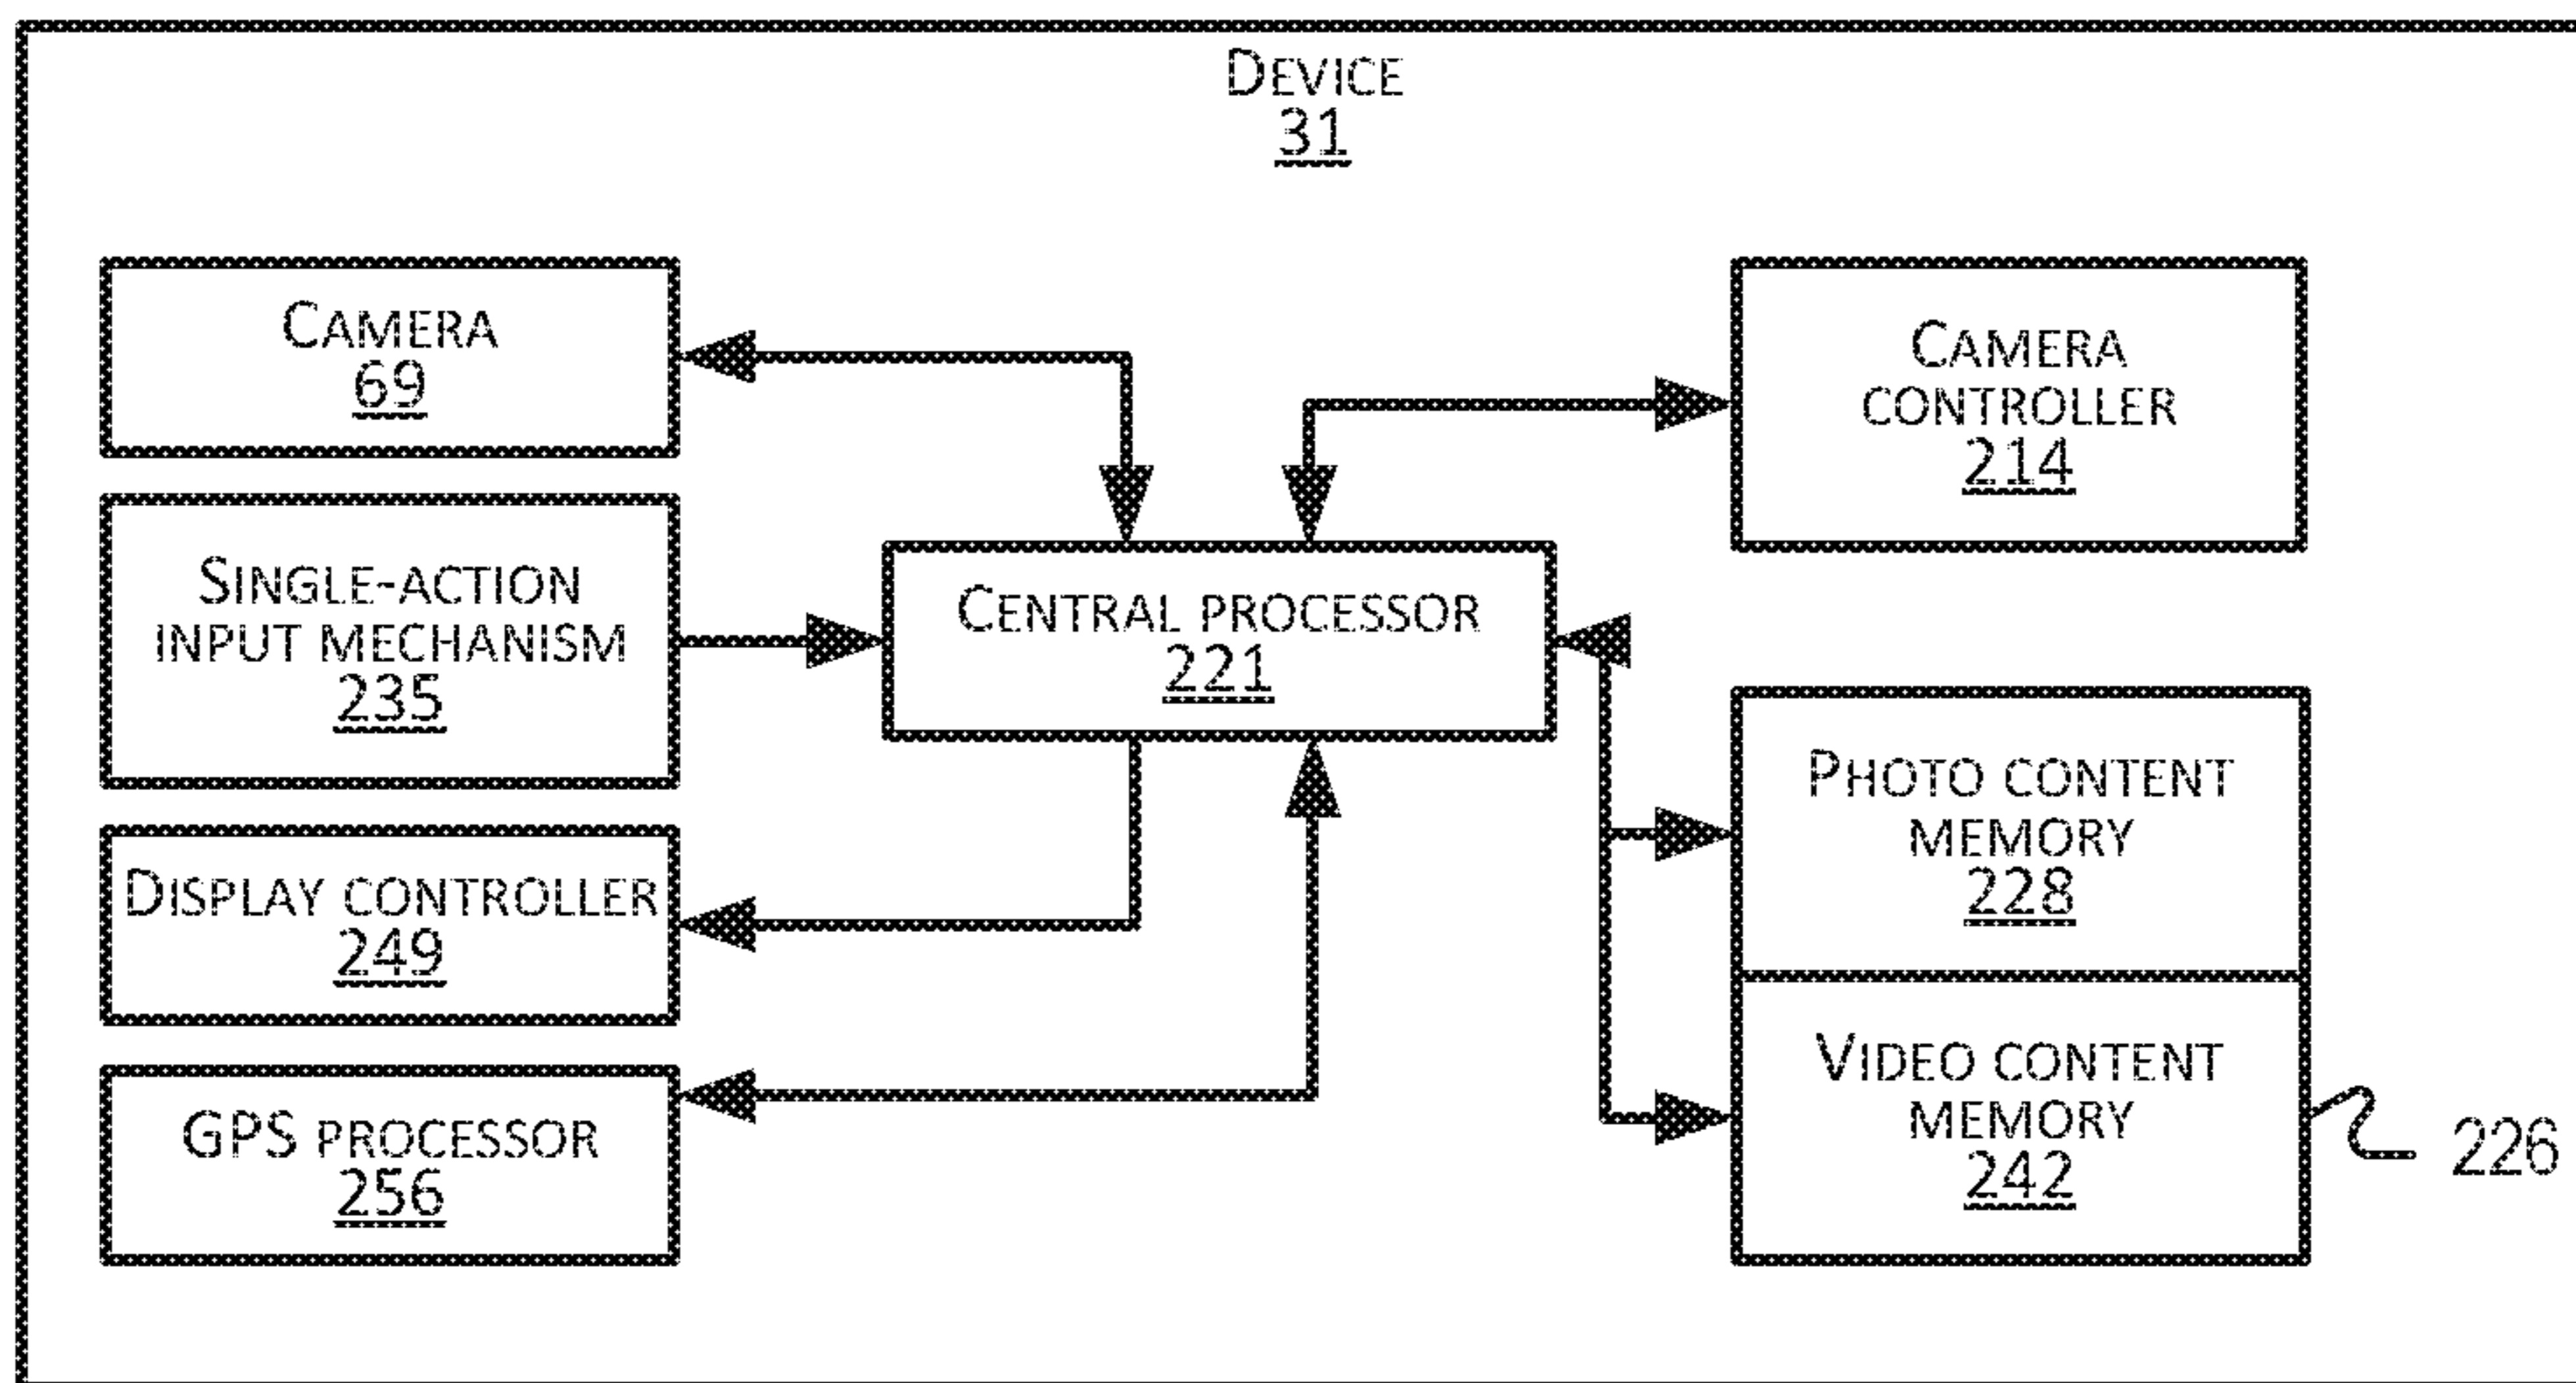 DEVICE
31
CAMERA
69
CAMERA
CONTROLLER
214
SINGLE-ACTION
INPUT MECHANISM
235
CENTRAL PROCESSOR
221
PHOTO CONTENT
MEMORY
228
DISPLAY CONTROLLER
249
VIDEO CONTENT
MEMORY
242
226
GPS PROCESSOR
256